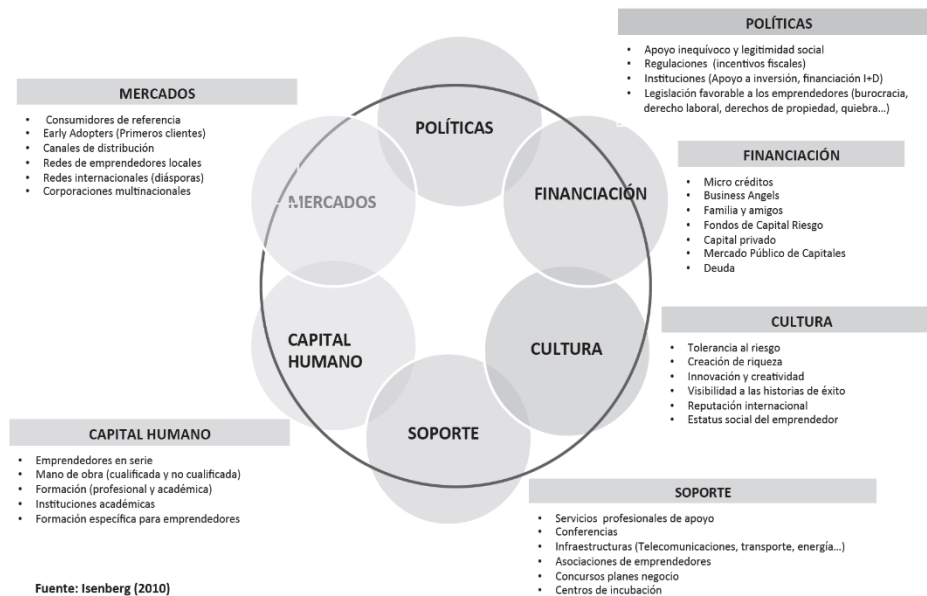 POLÍTICAS
• Apoyo inequívoco y legitimidad social
• Regulaciones (incentivos fiscales)
• Instituciones (Apoyo a inversión, financiación I+D)
• Legislación favorable a los emprendedores (burocracia,
derecho laboral, derechos de propiedad, quiebra...)
MERCADOS
• Consumidores de referencia
• Early Adopters (Primeros clientes)
• Canales de distribución
• Redes de emprendedores locales
• Redes internacionales (diásporas)
• Corporaciones multinacionales
POLÍTICAS
FINANCIACIÓN
MERCADOS
CAPITAL
HUMANO
CULTURA
SOPORTE
FINANCIACIÓN
• Micro créditos
• Business Angels
• Familia y amigos
• Fondos de Capital Riesgo
• Capital privado
• Mercado Público de Capitales
• Deuda
CULTURA
• Tolerancia al riesgo
• Creación de riqueza
• Innovación y creatividad
• Visibilidad a las historias de éxito
• Reputación internacional
• Estatus social del emprendedor
CAPITAL HUMANO
• Emprendedores en serie
• Mano de obra (cualificada y no cualificada)
• Formación (profesional y académica)
• Instituciones académicas
• Formación específica para emprendedores
SOPORTE
• Servicios profesionales de apoyo
• Conferencias
• Infraestructuras (Telecomunicaciones, transporte, energía...)
• Asociaciones de emprendedores
• Concursos planes negocio
• Centros de incubación
Fuente: Isenberg (2010)